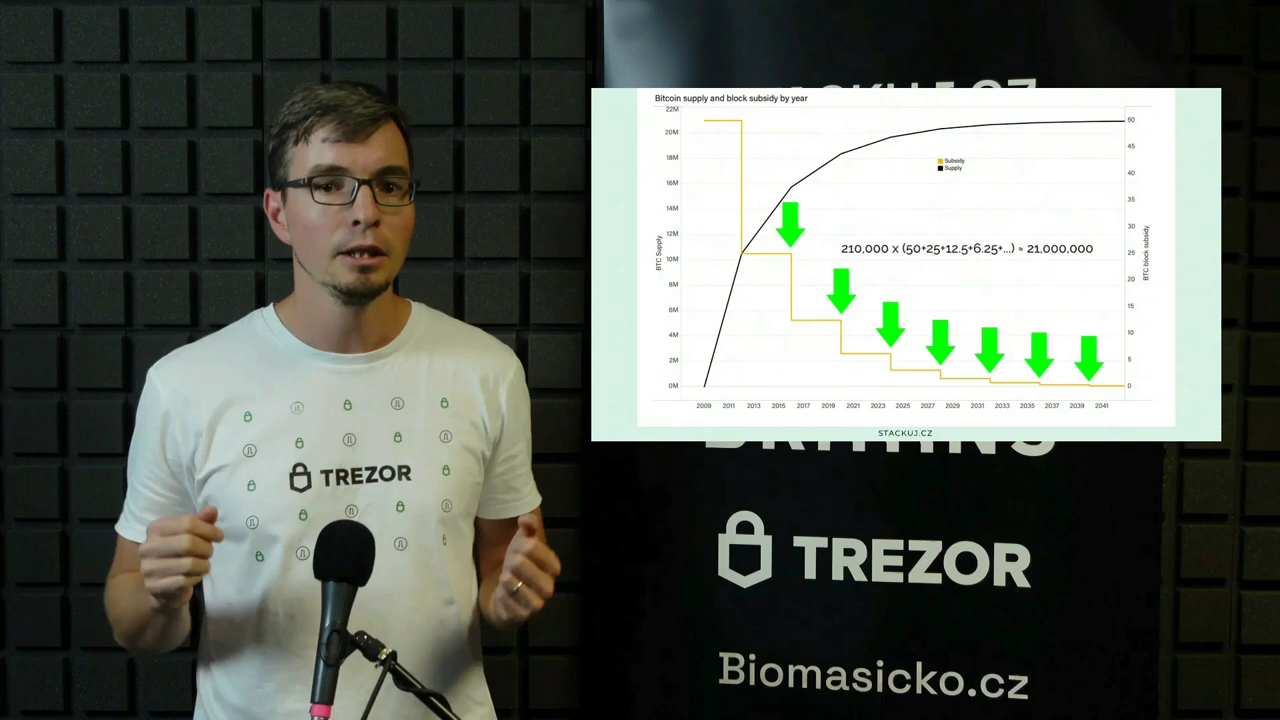 Bitcoin supply and block subsidy by year
22M
20M
18M
16M
14M
12M
10M
8M
6M
4M
2M
0M
BTC Supply
50
45
40
35
30
25
20
15
10
5
0
BTC block subsidy
Subsidy
Supply
210,000 x (50+25+12.5+6.25+...) = 21,000,000
2009 2011 2013 2015 2017 2019 2021 2023 2025 2027 2029 2031 2033 2035 2037 2039 2041
STACKUJ.CZ
TREZOR
TREZOR
Biomasicko.cz